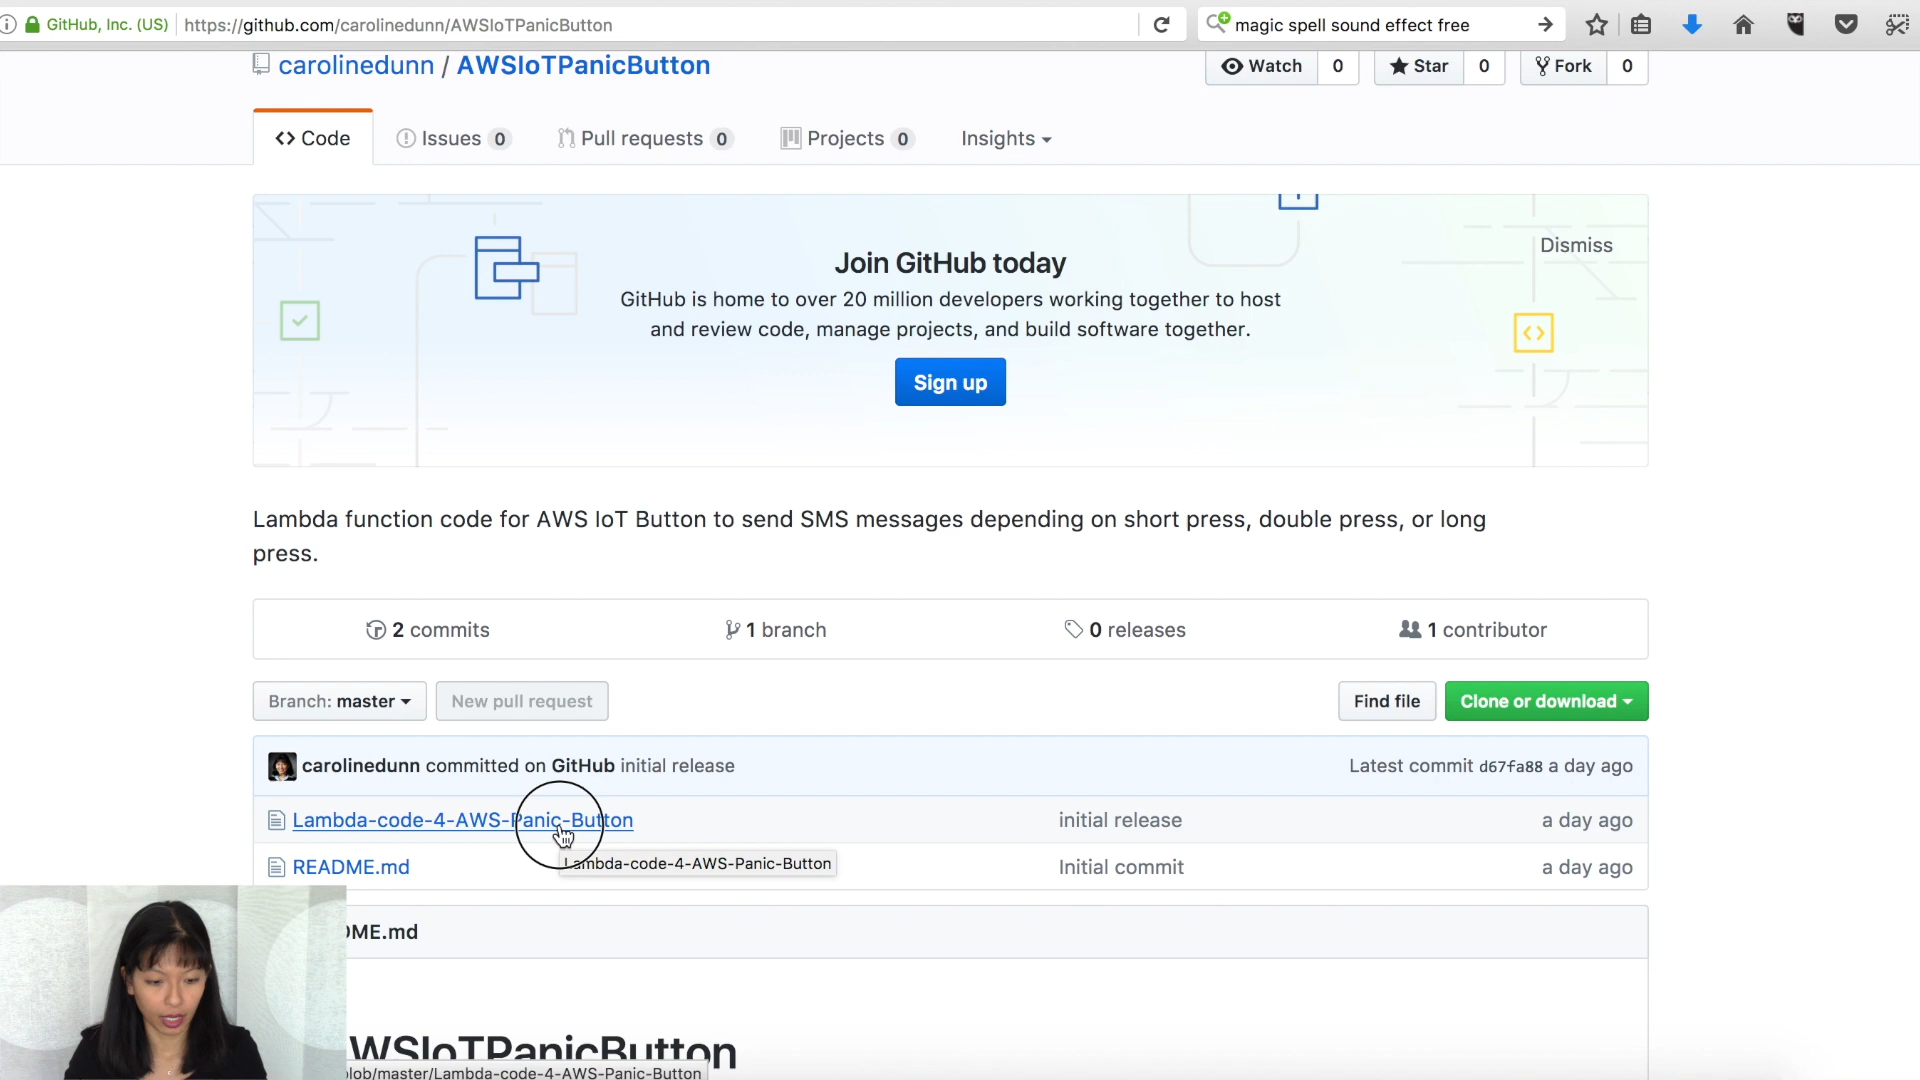 GitHub, Inc. (US) https://github.com/carolinedunn/AWSIoTPanicButton magic spell sound effect free
carolinedunn / AWSIoTPanicButton Watch 0 Star 0 Fork 0
Code Issues 0 Pull requests 0 Projects 0 Insights
Dismiss
Join GitHub today
GitHub is home to over 20 million developers working together to host
and review code, manage projects, and build software together.
Sign up
Lambda function code for AWS IoT Button to send SMS messages depending on short press, double press, or long
press.
2 commits 1 branch 0 releases 1 contributor
Branch: master New pull request Find file Clone or download
carolinedunn committed on GitHub initial release Latest commit d67fa88 a day ago
Lambda-code-4-AWS-Panic-Button initial release a day ago
Lambda-code-4-AWS-Panic-Button
README.md Initial commit a day ago
OME.md
WSIoTPanicButton
lob/master/Lambda-code-4-AWS-Panic-Button